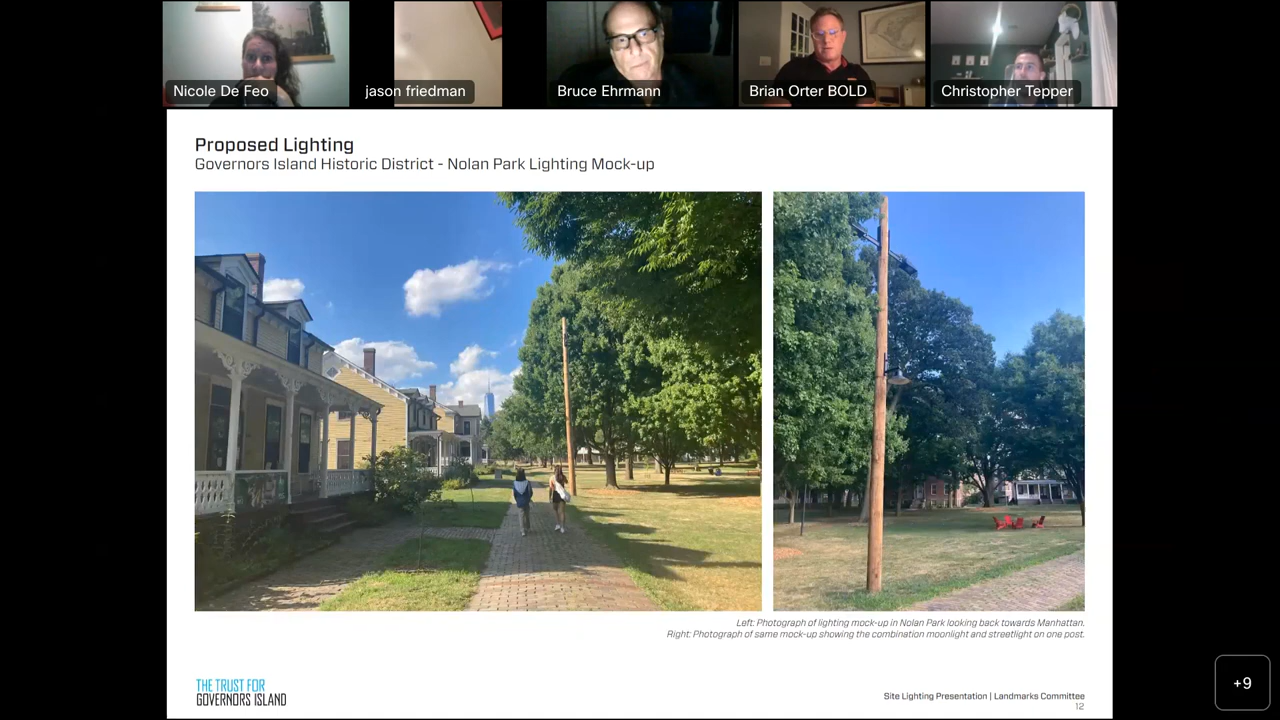 Nicole De Feo
jason friedman
Bruce Ehrmann
Brian Orter BOLD
Christopher Tepper
Proposed Lighting
Governors Island Historic District - Nolan Park Lighting Mock-up
Left: Photograph of lighting mock-up in Nolan Park looking back towards Manhattan.
Right: Photograph of same mock-up showing the combination moonlight and streetlight on one post.
THE TRUST FOR
GOVERNORS ISLAND
Site Lighting Presentation | Landmarks Committee
12
+9